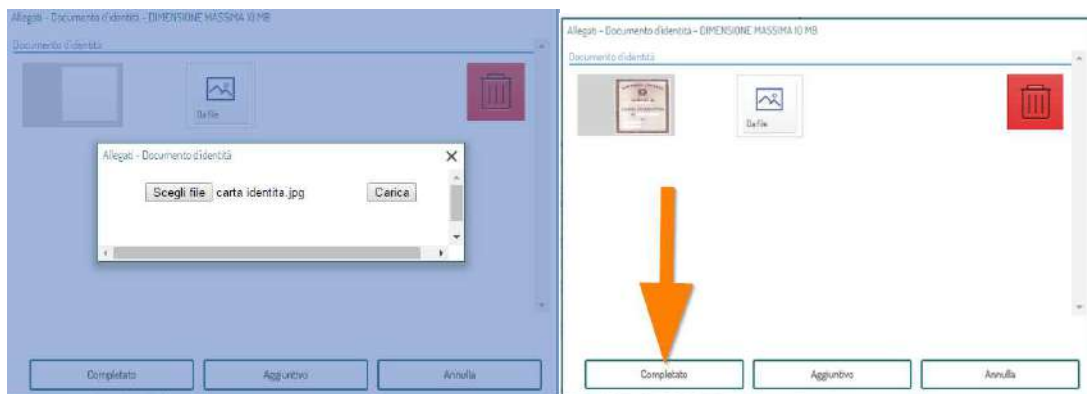 Allegati - Documento d'identità - DIMENSIONE MASSIMA 10 MB
Documento d'identità
Da file
Allegati - Documento d'identità
Scegli file carta identita.jpg Carica
Completato Aggiuntivo Annulla
Allegati - Documento d'identità - DIMENSIONE MASSIMA 10 MB
Documento d'identità
Da file
Completato Aggiuntivo Annulla